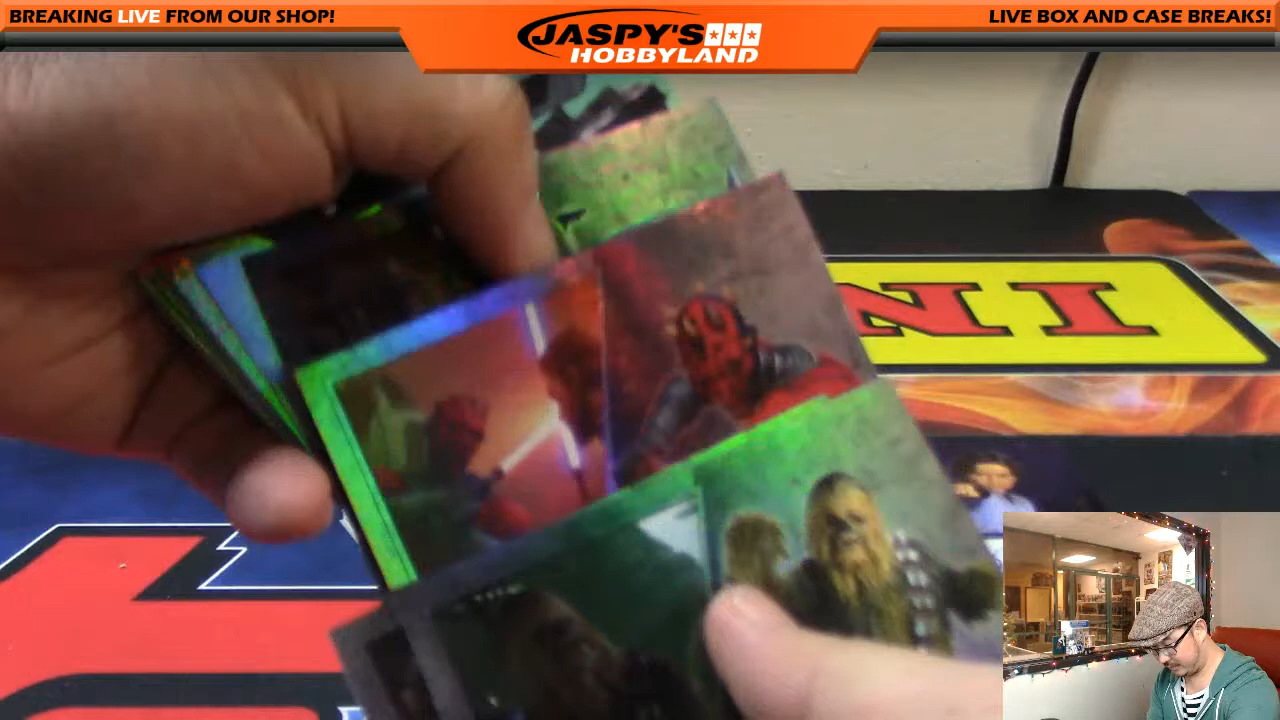 BREAKING LIVE FROM OUR SHOP!
JASPY'S
HOBBYLAND
LIVE BOX AND CASE BREAKS!
NI